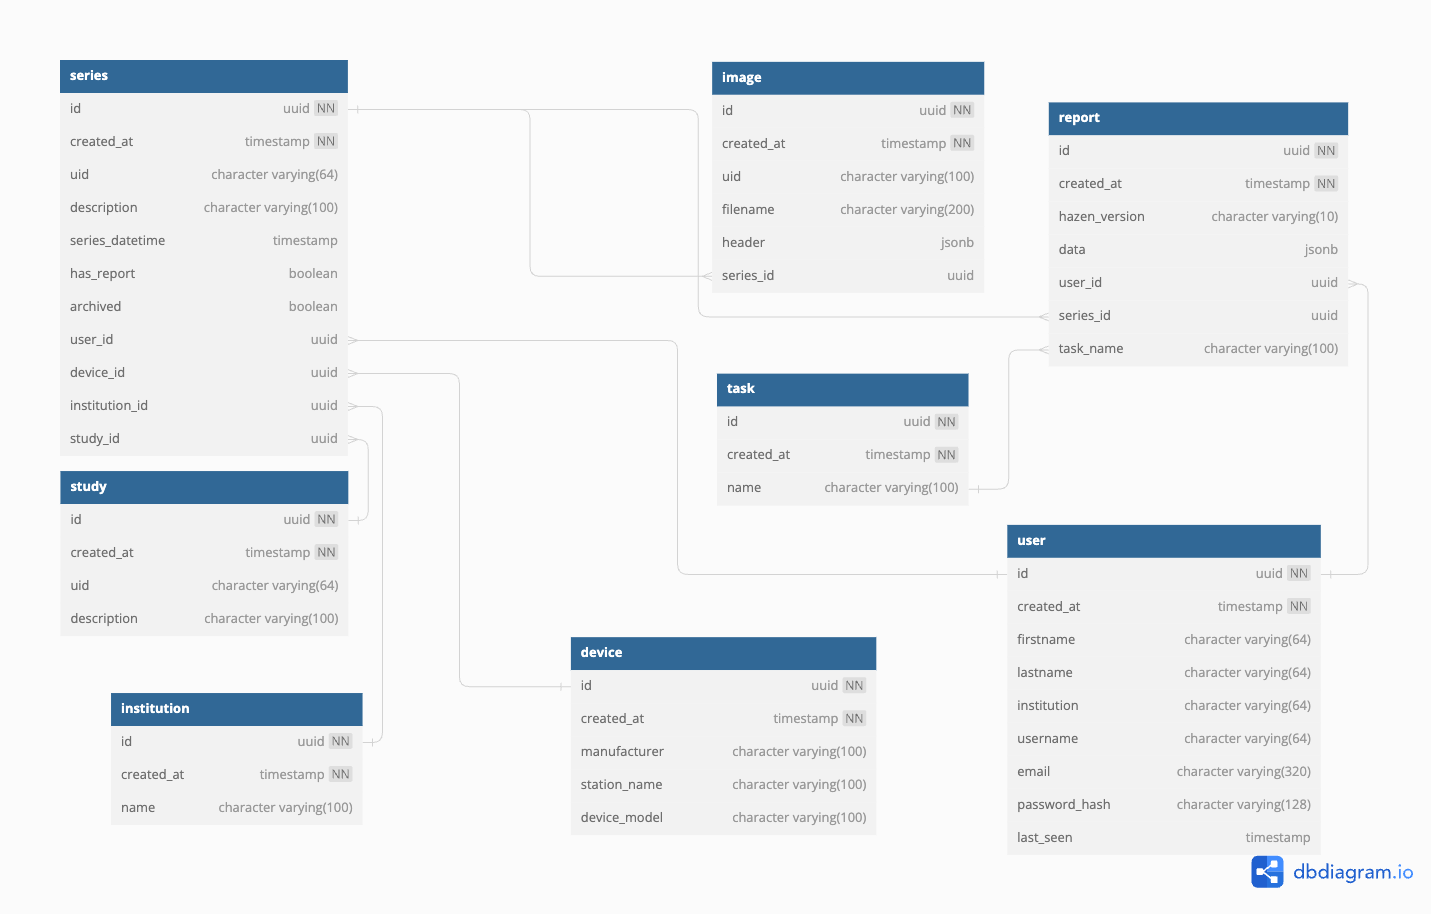 series
id uuid NN
created_at timestamp NN
uid character varying(64)
description character varying(100)
series_datetime timestamp
has_report boolean
archived boolean
user_id uuid
device_id uuid
institution_id uuid
study_id uuid
study
id uuid NN
created_at timestamp NN
uid character varying(64)
description character varying(100)
institution
id uuid NN
created_at timestamp NN
name character varying(100)
image
id uuid NN
created_at timestamp NN
uid character varying(100)
filename character varying(200)
header jsonb
series_id uuid
task
id uuid NN
created_at timestamp NN
name character varying(100)
device
id uuid NN
created_at timestamp NN
manufacturer character varying(100)
station_name character varying(100)
device_model character varying(100)
report
id uuid NN
created_at timestamp NN
hazen_version character varying(10)
data jsonb
user_id uuid
series_id uuid
task_name character varying(100)
user
id uuid NN
created_at timestamp NN
firstname character varying(64)
lastname character varying(64)
institution character varying(64)
username character varying(64)
email character varying(320)
password_hash character varying(128)
last_seen timestamp
dbdiagram.io